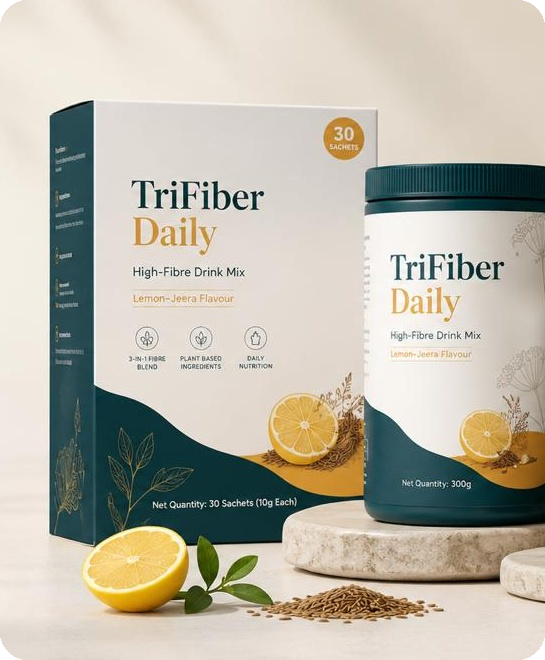 30
SACHETS
TriFiber
Daily
High-Fibre Drink Mix
Lemon-Jeera Flavour
3-IN-1 FIBRE
BLEND
PLANT BASED
INGREDIENTS
DAILY
NUTRITION
Net Quantity: 30 Sachets (10g Each)
TriFiber
Daily
High-Fibre Drink Mix
Lemon-Jeera Flavour
Net Quantity: 300g